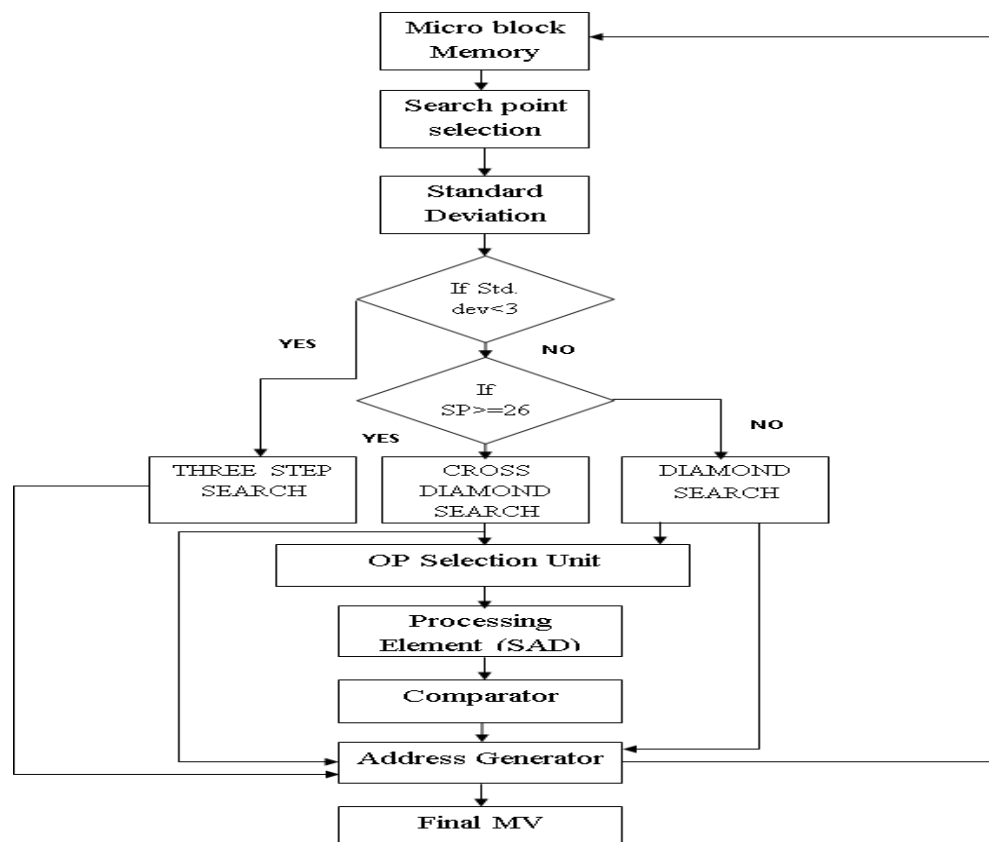 Micro block
Memory
Search point
selection
Standard
Deviation
If Std.
dev<3
YES
NO
If
SP>=26
YES
NO
THREE STEP
SEARCH
CROSS
DIAMOND
SEARCH
DIAMOND
SEARCH
OP Selection Unit
Processing
Element (SAD)
Comparator
Address Generator
Final MV